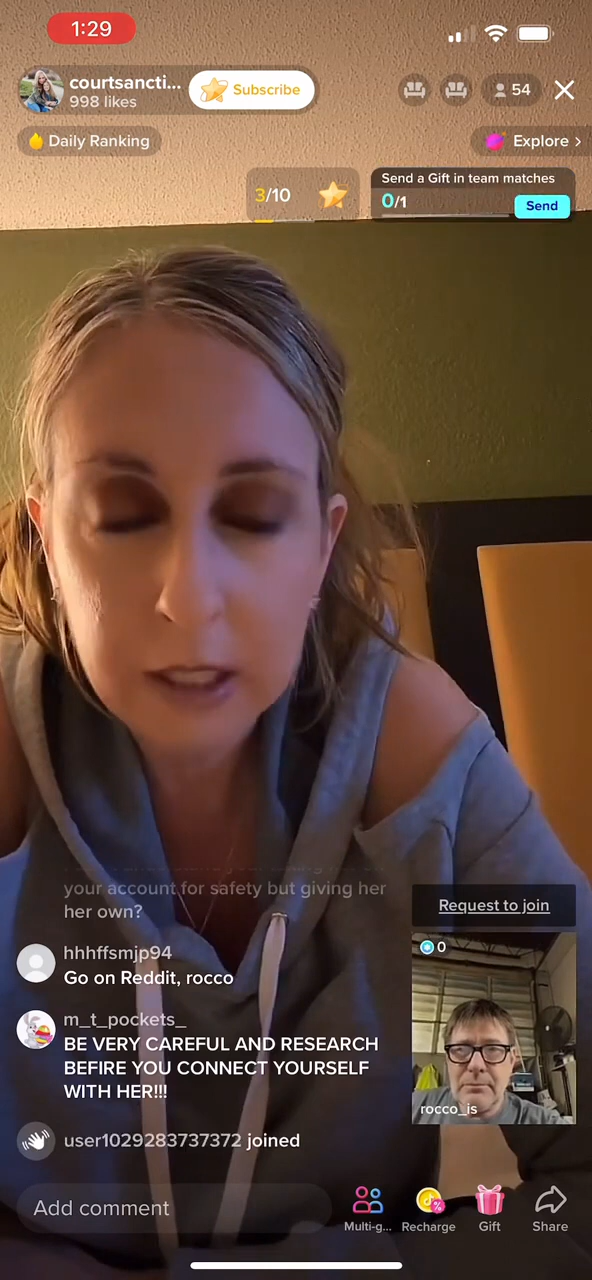 1:29
courtsancti...
998 likes
Subscribe
54
Daily Ranking
Explore >
3/10
Send a Gift in team matches
0/1
Send
your account for safety but giving her
her own?
Request to join
hhhffsmjp94
Go on Reddit, rocco
0
m_t_pockets_
BE VERY CAREFUL AND RESEARCH
BEFIRE YOU CONNECT YOURSELF
WITH HER!!!
rocco_is
user1029283737372 joined
Add comment
Multi-g...
Recharge
Gift
Share